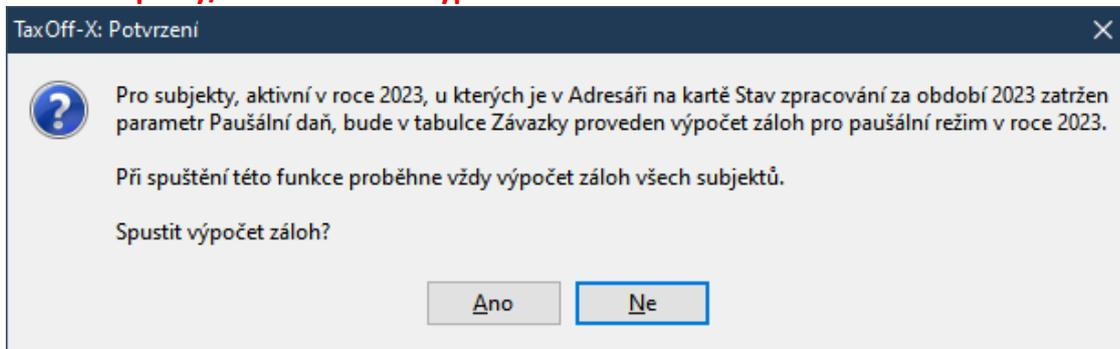 TaxOff-X: Potvrzení
Pro subjekty, aktivní v roce 2023, u kterých je v Adresáři na kartě Stav zpracování za období 2023 zatržen
parametr Paušální daň, bude v tabulce Závazky proveden výpočet záloh pro paušální režim v roce 2023.
Při spuštění této funkce proběhne vždy výpočet záloh všech subjektů.
Spustit výpočet záloh?
Ano
Ne